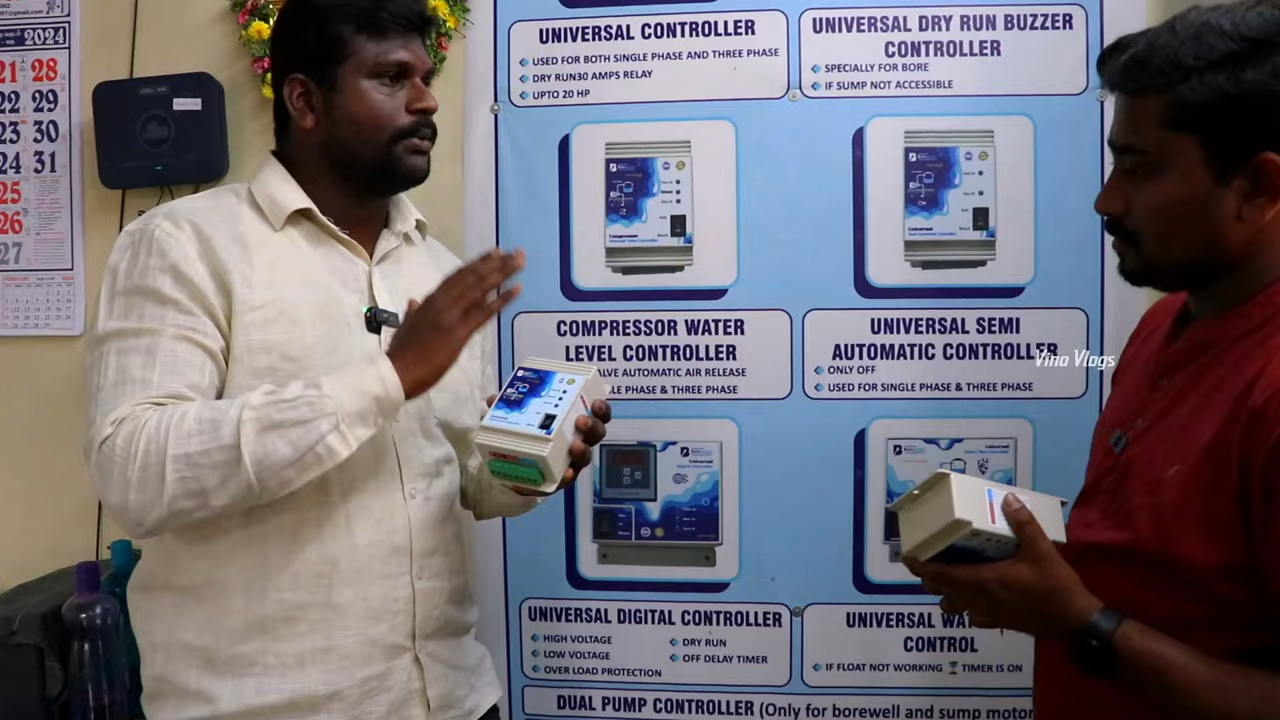 2024
21 28
22 29
23 30
24 31
25
26
27
UNIVERSAL CONTROLLER
USED FOR BOTH SINGLE PHASE AND THREE PHASE
DRY RUN30 AMPS RELAY
UPTO 20 HP
UNIVERSAL DRY RUN BUZZER
CONTROLLER
SPECIALLY FOR BORE
IF SUMP NOT ACCESSIBLE
COMPRESSOR WATER
LEVEL CONTROLLER
AUTOMATIC AIR RELEASE
PHASE & THREE PHASE
UNIVERSAL SEMI
AUTOMATIC CONTROLLER
ONLY OFF
USED FOR SINGLE PHASE & THREE PHASE
Vino Vlogs
UNIVERSAL DIGITAL CONTROLLER
HIGH VOLTAGE
LOW VOLTAGE
OVER LOAD PROTECTION
DRY RUN
OFF DELAY TIMER
UNIVERSAL
CONTROL
IF FLOAT NOT WORKING TIMER IS ON
DUAL PUMP CONTROLLER (Only for borewell and sump motor